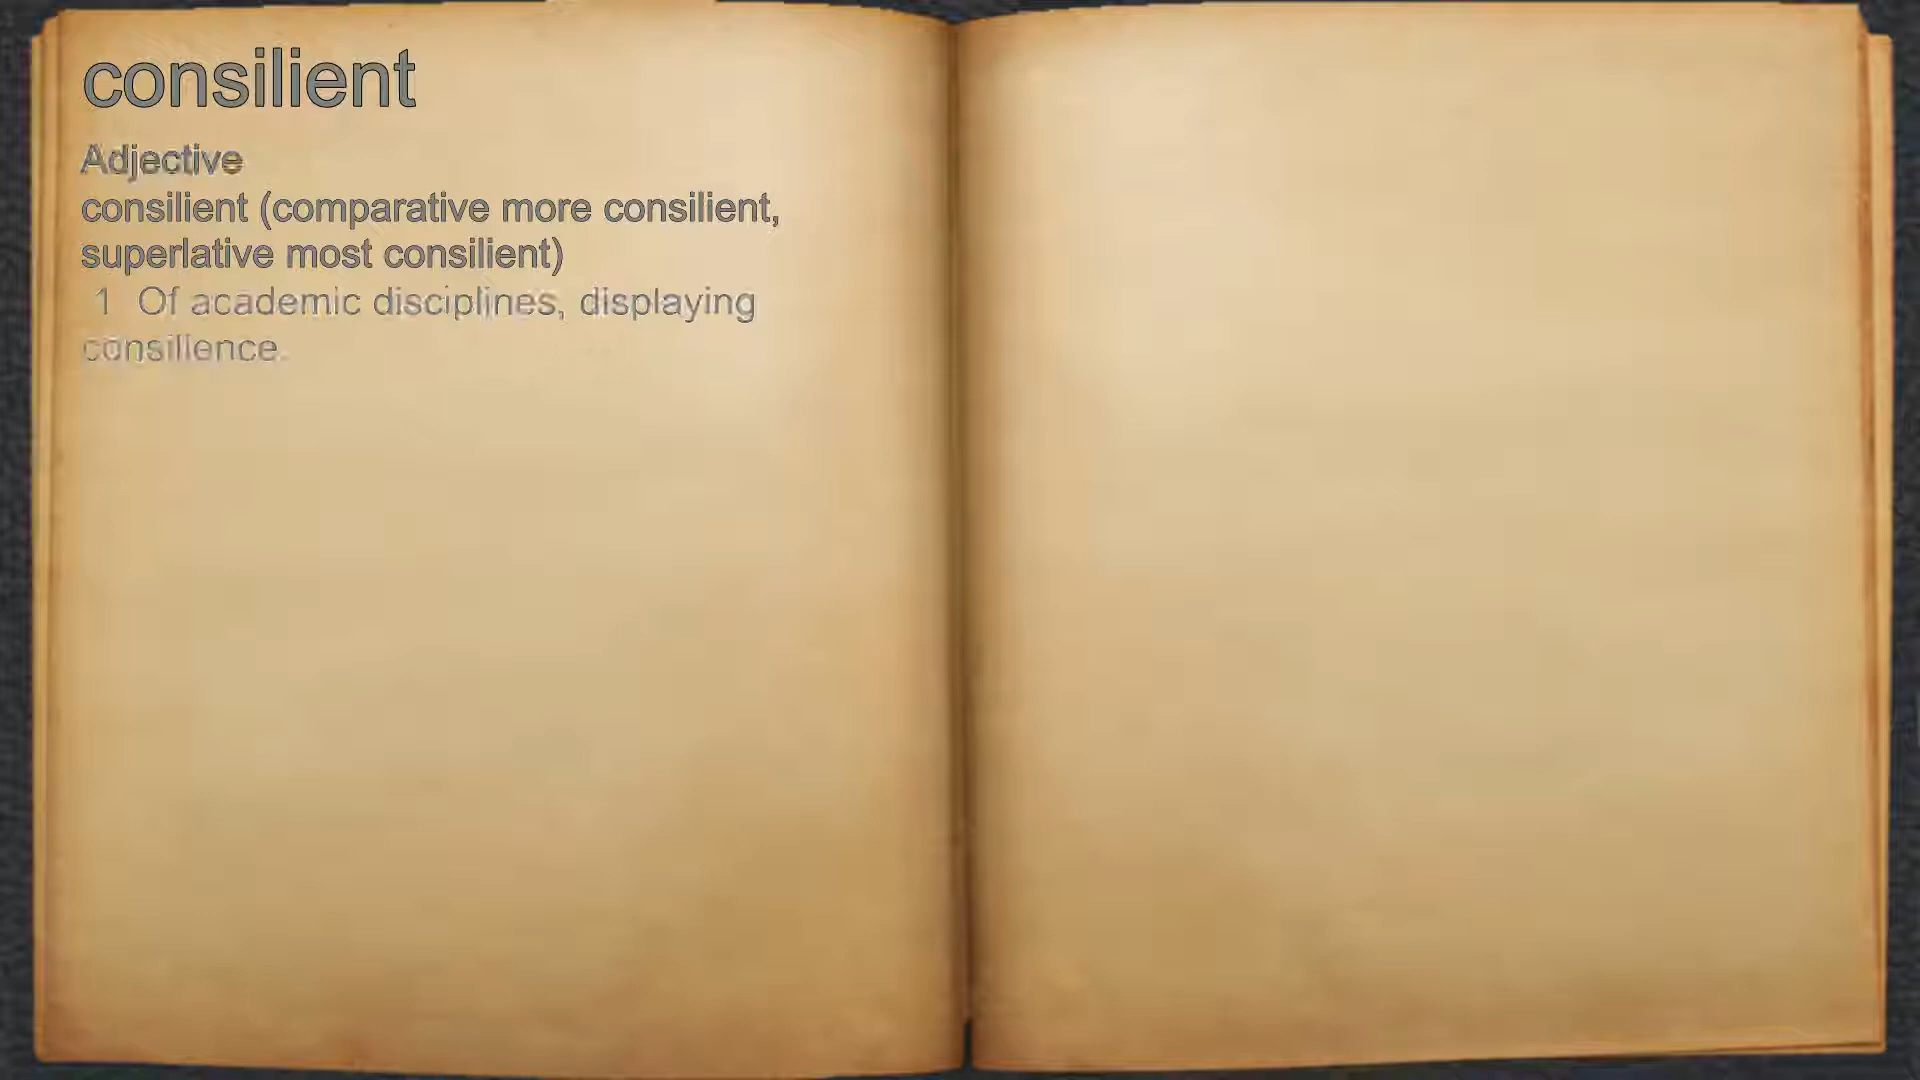 consilient
Adjective
consilient (comparative more consilient,
superlative most consilient)
1 Of academic disciplines, displaying
consilience.